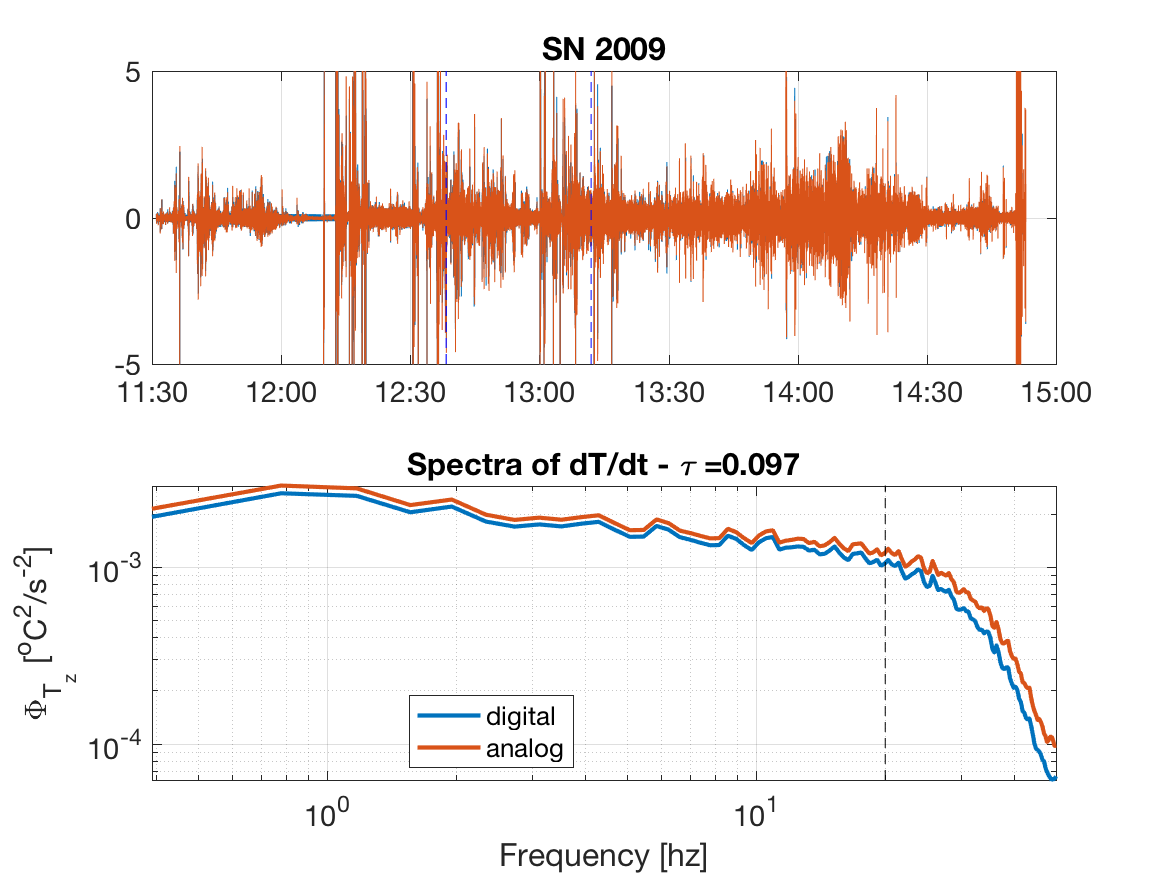 SN 2009
5
0
-5
11:30 12:00 12:30 13:00 13:30 14:00 14:30 15:00
Spectra of dT/dt - τ =0.097
Φ_T_z [°C²/s⁻²]
10⁻³
10⁻⁴
digital
analog
10⁰ 10¹
Frequency [hz]